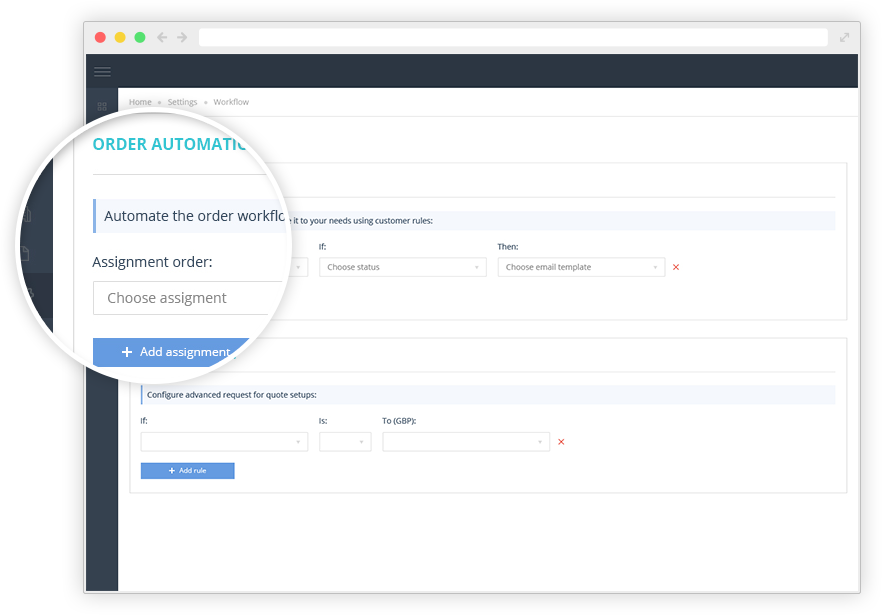 Home Settings Workflow
ORDER AUTOMATIC
Automate the order workflo
e it to your needs using customer rules:
Assignment order:
If:
Then:
Choose assigment
Choose status
Choose email template
+ Add assignment
Configure advanced request for quote setups:
If:
Is:
To (GBP):
+ Add rule